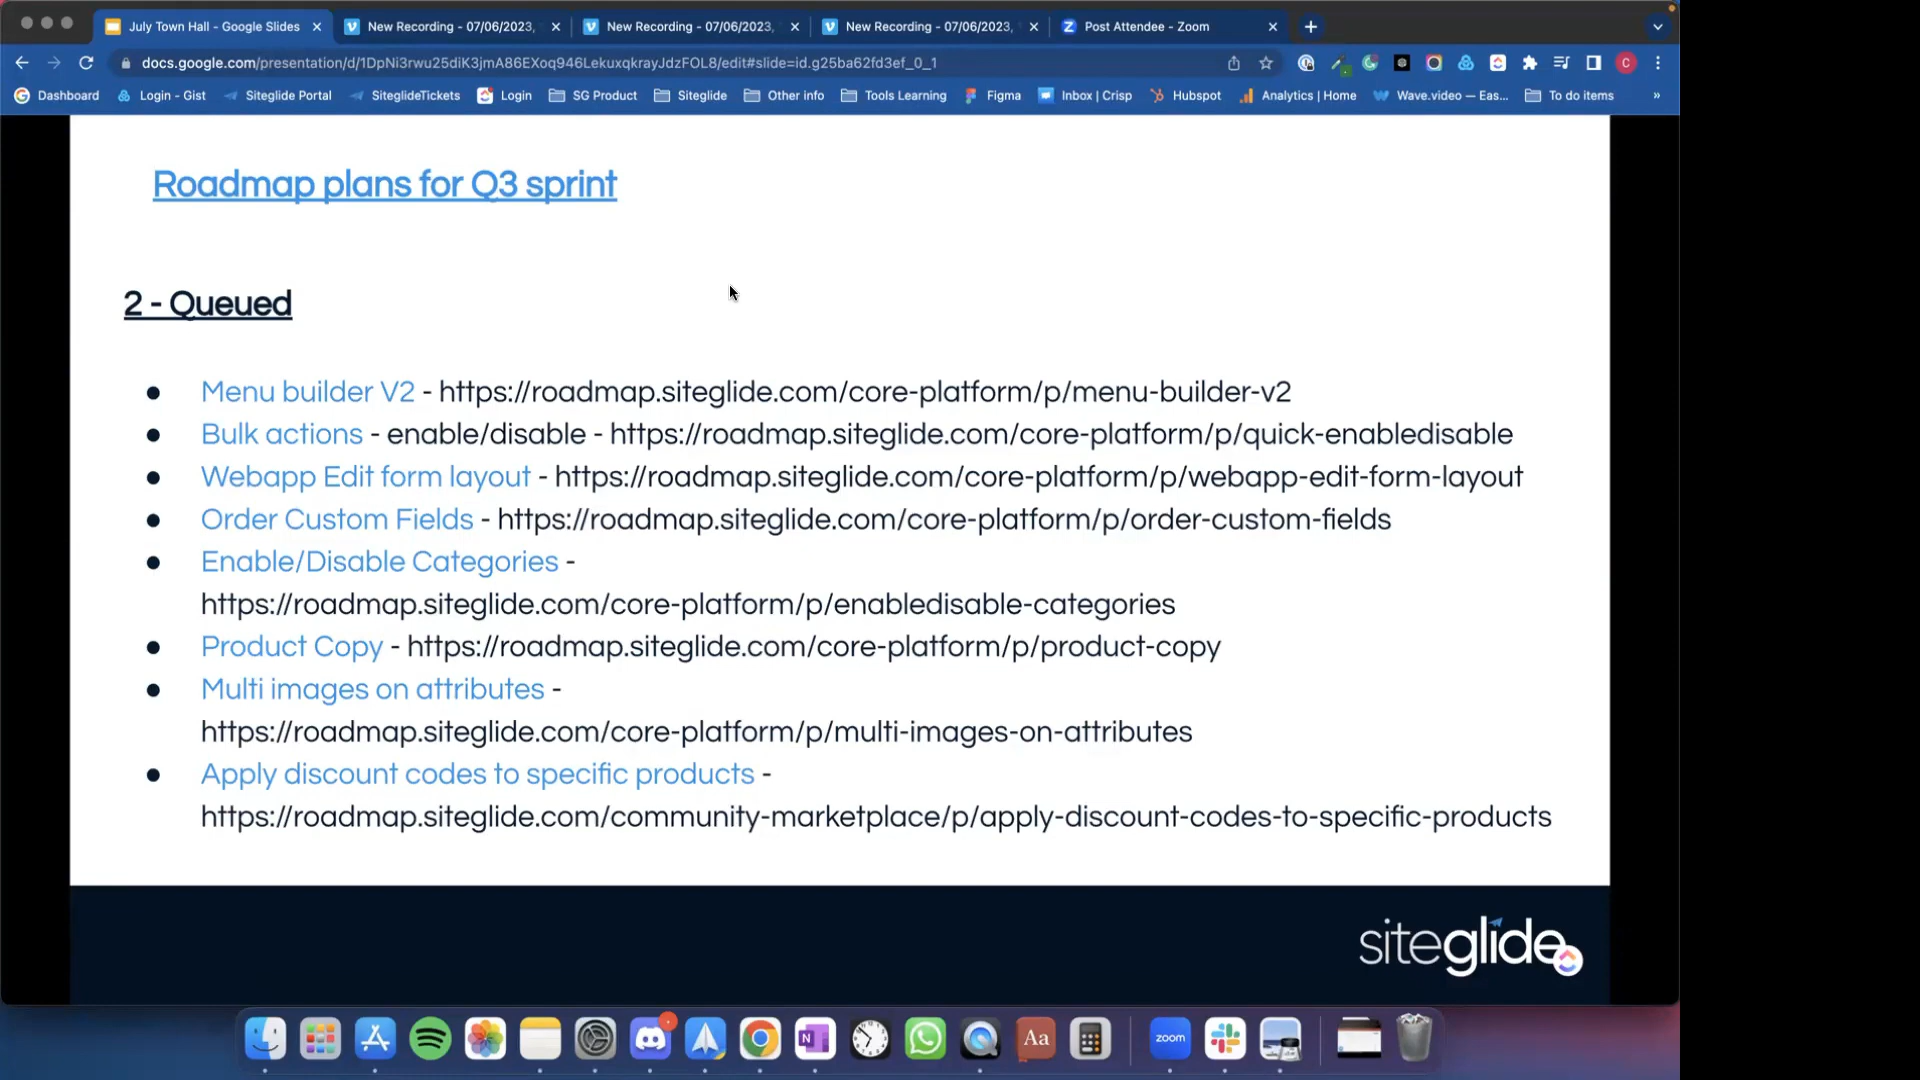 July Town Hall - Google Slides
New Recording - 07/06/2023,
New Recording - 07/06/2023,
New Recording - 07/06/2023,
Post Attendee - Zoom
docs.google.com/presentation/d/1DpNi3rwu25diK3jmA86EXoq946LekuxqkrayJdzFOL8/edit#slide=id.g25ba62fd3ef_0_1
C
Dashboard
Login - Gist
Siteglide Portal
SiteglideTickets
Login
SG Product
Siteglide
Other info
Tools Learning
Figma
Inbox | Crisp
Hubspot
Analytics | Home
Wave.video — Eas...
To do items
»
Roadmap plans for Q3 sprint
2 - Queued
● Menu builder V2 - https://roadmap.siteglide.com/core-platform/p/menu-builder-v2
● Bulk actions - enable/disable - https://roadmap.siteglide.com/core-platform/p/quick-enabledisable
● Webapp Edit form layout - https://roadmap.siteglide.com/core-platform/p/webapp-edit-form-layout
● Order Custom Fields - https://roadmap.siteglide.com/core-platform/p/order-custom-fields
● Enable/Disable Categories -
https://roadmap.siteglide.com/core-platform/p/enabledisable-categories
● Product Copy - https://roadmap.siteglide.com/core-platform/p/product-copy
● Multi images on attributes -
https://roadmap.siteglide.com/core-platform/p/multi-images-on-attributes
● Apply discount codes to specific products -
https://roadmap.siteglide.com/community-marketplace/p/apply-discount-codes-to-specific-products
siteglide
N
Aa
zoom